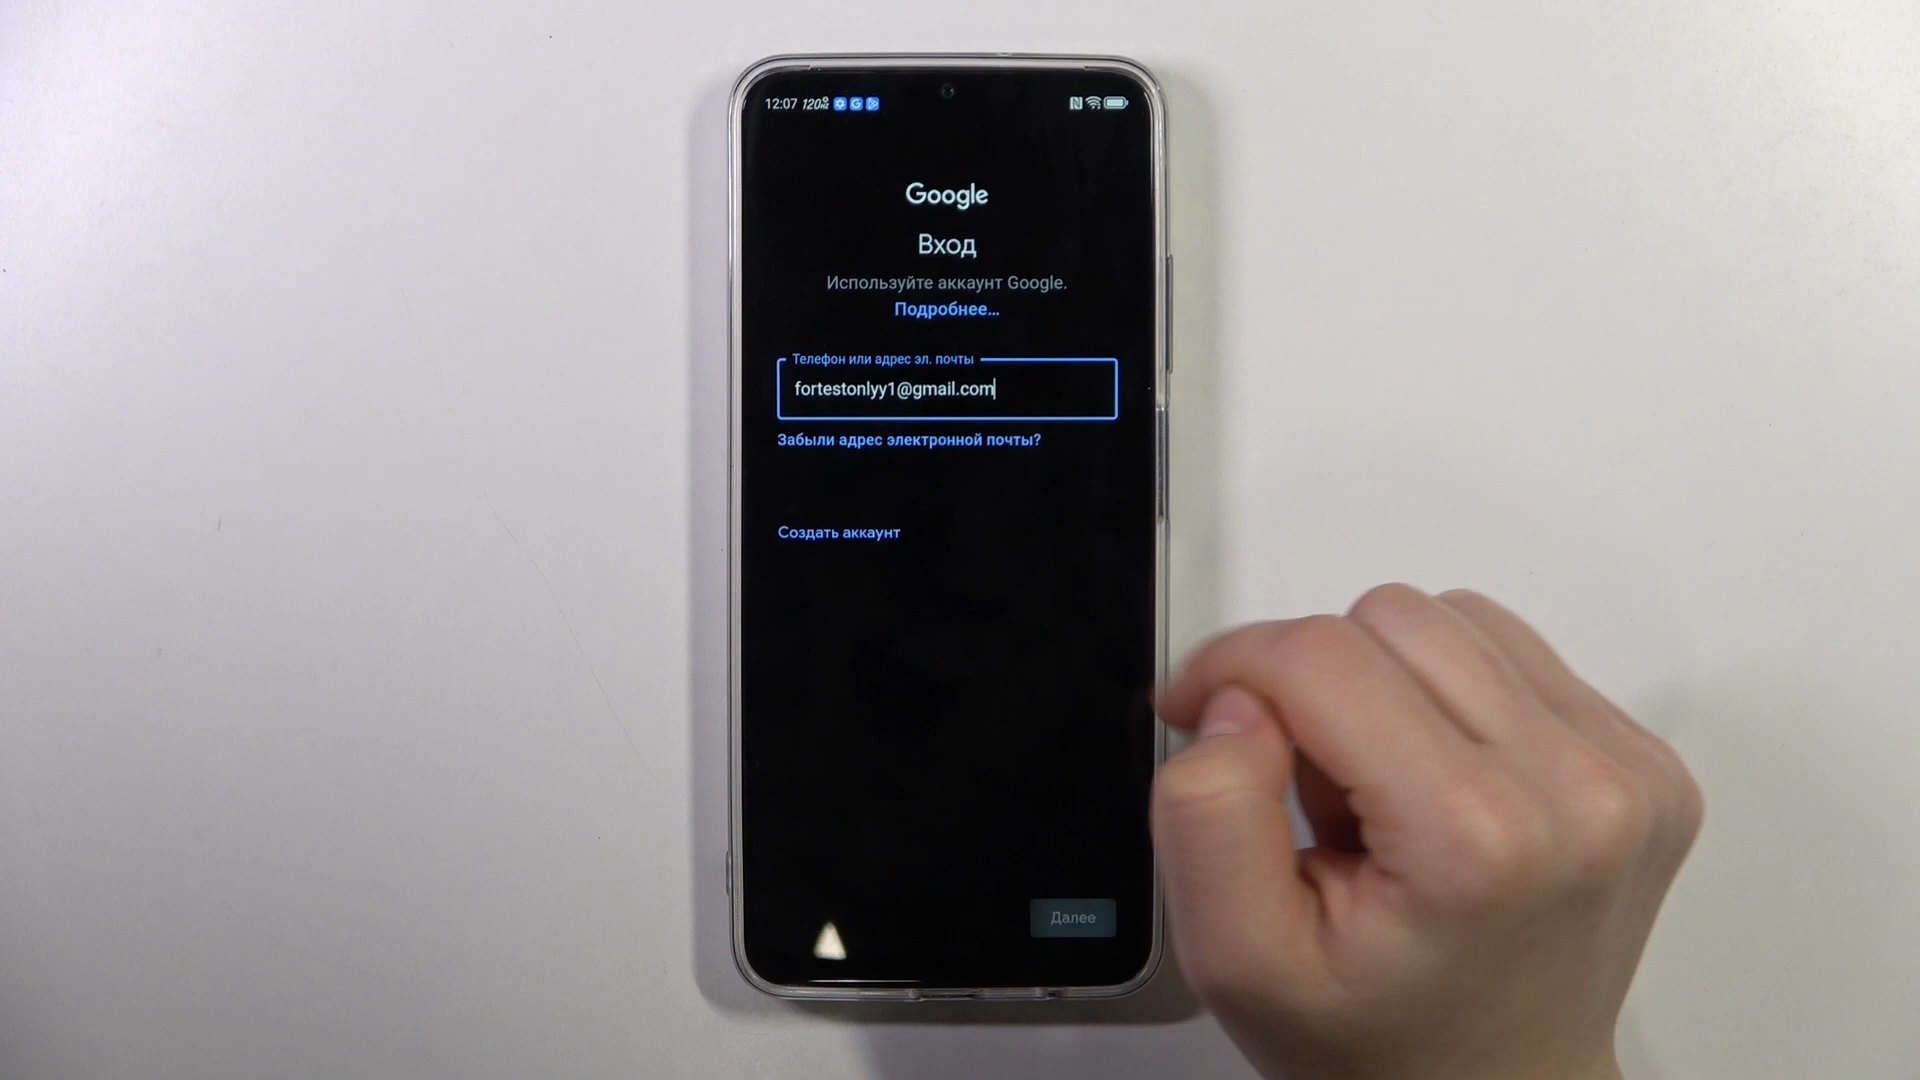 12:07 120HZ
Google
Вход
Используйте аккаунт Google.
Подробнее...
Телефон или адрес эл. почты
fortestonlyy1@gmail.com
Забыли адрес электронной почты?
Создать аккаунт
Далее